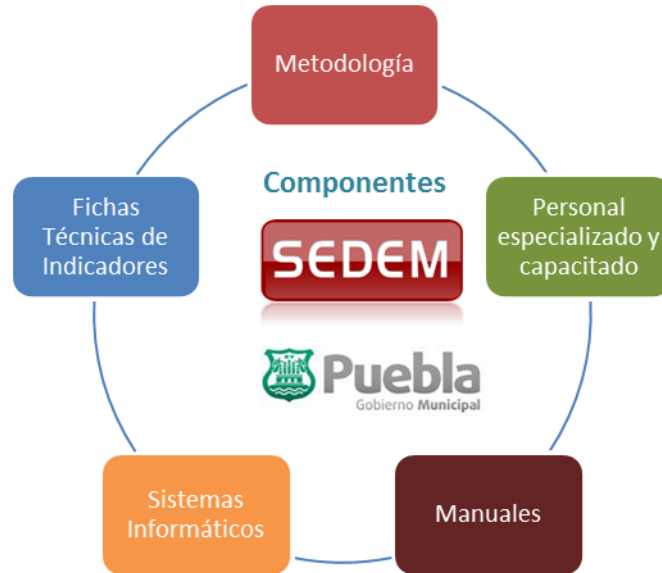 Metodología
Componentes
Fichas
Técnicas de
Indicadores
SEDEM
Personal
especializado y
capacitado
Puebla
Gobierno Municipal
Sistemas
Informáticos
Manuales